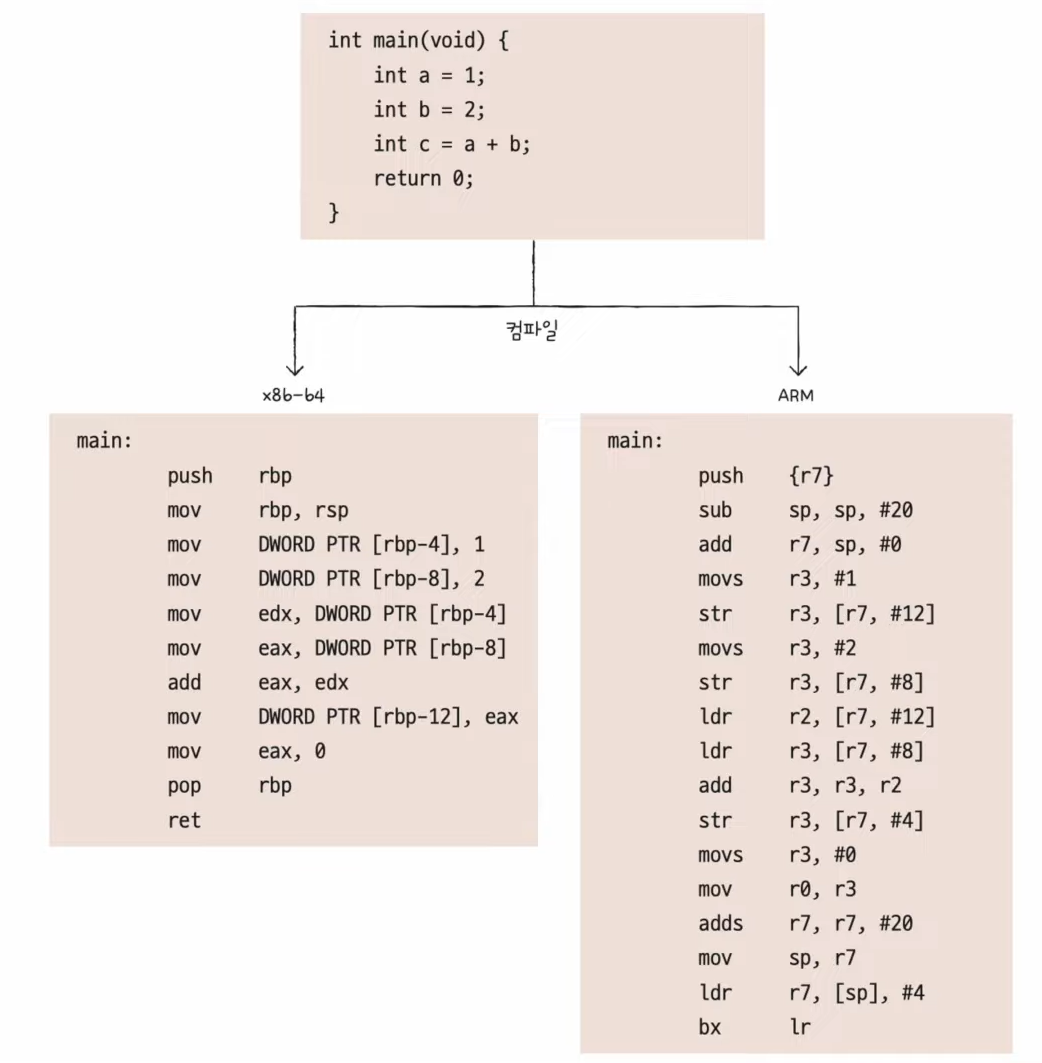 int main(void) {
int a = 1;
int b = 2;
int c = a + b;
return 0;
}
컴파일
x86-64
main:
push rbp
mov rbp, rsp
mov DWORD PTR [rbp-4], 1
mov DWORD PTR [rbp-8], 2
mov edx, DWORD PTR [rbp-4]
mov eax, DWORD PTR [rbp-8]
add eax, edx
mov DWORD PTR [rbp-12], eax
mov eax, 0
pop rbp
ret
ARM
main:
push {r7}
sub sp, sp, #20
add r7, sp, #0
movs r3, #1
str r3, [r7, #12]
movs r3, #2
str r3, [r7, #8]
ldr r2, [r7, #12]
ldr r3, [r7, #8]
add r3, r3, r2
str r3, [r7, #4]
movs r3, #0
mov r0, r3
adds r7, r7, #20
mov sp, r7
ldr r7, [sp], #4
bx lr